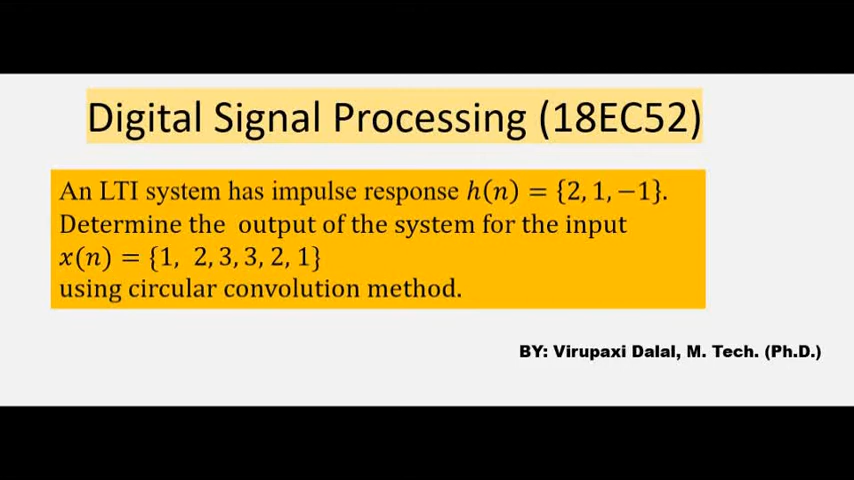 Digital Signal Processing (18EC52)
An LTI system has impulse response h(n) = {2, 1, −1}.
Determine the output of the system for the input
x(n) = {1, 2, 3, 3, 2, 1}
using circular convolution method.
BY: Virupaxi Dalal, M. Tech. (Ph.D.)